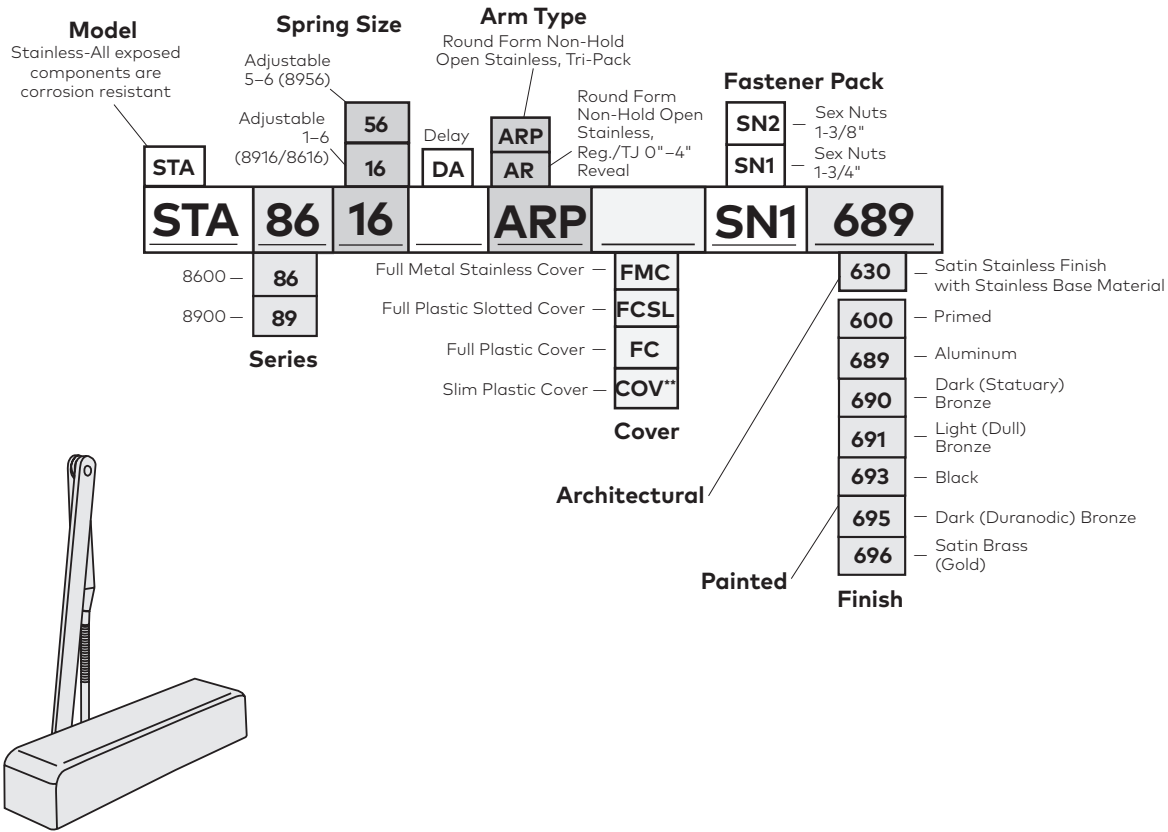 Model
Stainless-All exposed
components are
corrosion resistant
Spring Size
Adjustable
5–6 (8956)
Adjustable
1–6
(8916/8616)
Arm Type
Round Form Non-Hold
Open Stainless, Tri-Pack
Round Form
Non-Hold Open
Stainless,
Reg./TJ 0"–4"
Reveal
Fastener Pack
Sex Nuts
1-3/8"
Sex Nuts
1-3/4"
STA
56
16
Delay
DA
ARP
AR
SN2
SN1
STA 86 16 ARP SN1 689
8600 – 86
8900 – 89
Series
Full Metal Stainless Cover – FMC
Full Plastic Slotted Cover – FCSL
Full Plastic Cover – FC
Slim Plastic Cover – COV**
Cover
630 – Satin Stainless Finish
with Stainless Base Material
600 – Primed
689 – Aluminum
690 – Dark (Statuary)
Bronze
691 – Light (Dull)
Bronze
693 – Black
695 – Dark (Duranodic) Bronze
696 – Satin Brass
(Gold)
Architectural
Painted
Finish